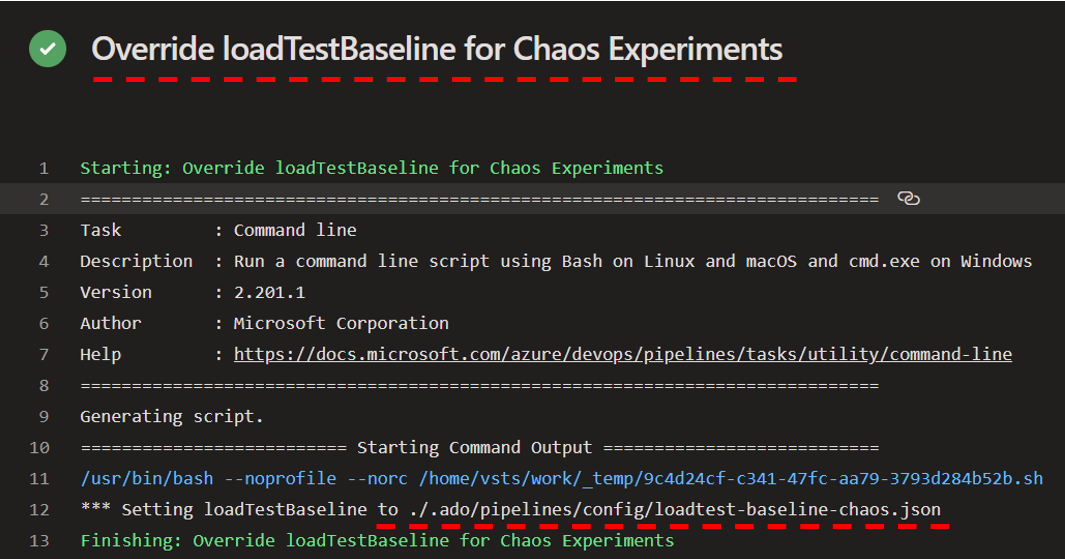 Override loadTestBaseline for Chaos Experiments
1 Starting: Override loadTestBaseline for Chaos Experiments
2 ==============================================================================
3 Task         : Command line
4 Description  : Run a command line script using Bash on Linux and macOS and cmd.exe on Windows
5 Version      : 2.201.1
6 Author       : Microsoft Corporation
7 Help         : https://docs.microsoft.com/azure/devops/pipelines/tasks/utility/command-line
8 ==============================================================================
9 Generating script.
10 ========================== Starting Command Output ===========================
11 /usr/bin/bash --noprofile --norc /home/vsts/work/_temp/9c4d24cf-c341-47fc-aa79-3793d284b52b.sh
12 *** Setting loadTestBaseline to ./.ado/pipelines/config/loadtest-baseline-chaos.json
13 Finishing: Override loadTestBaseline for Chaos Experiments